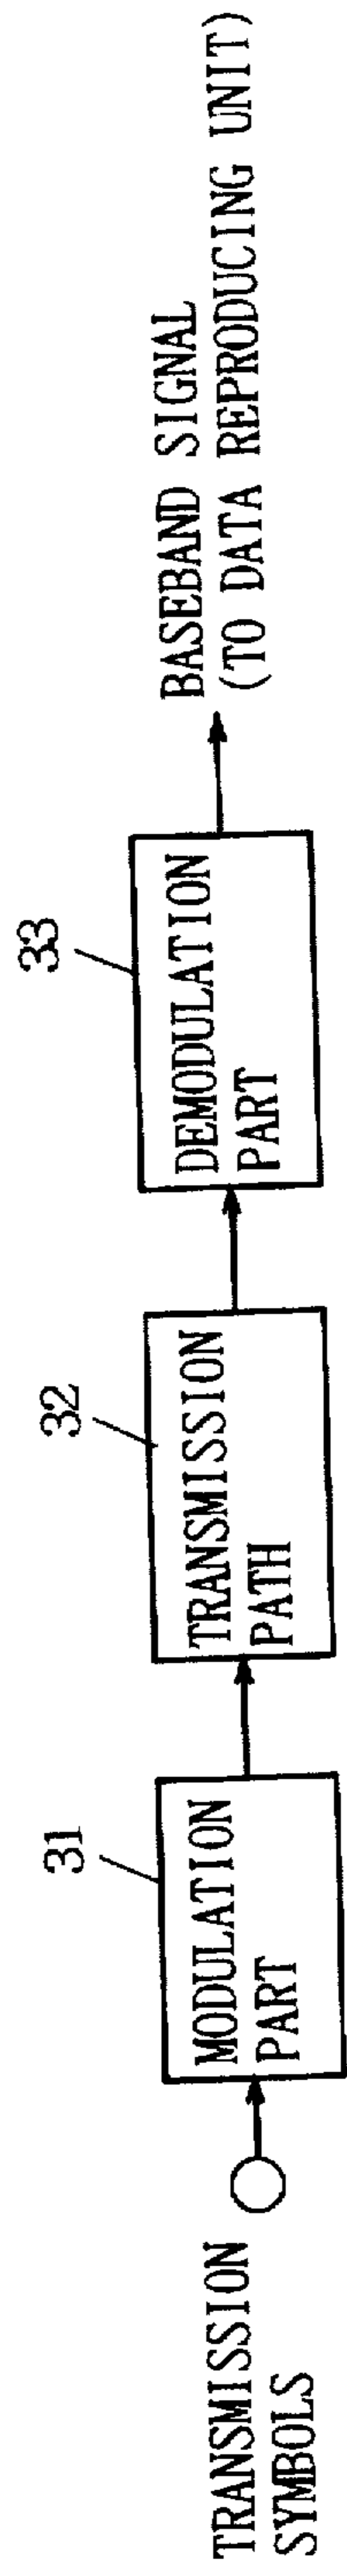 TRANSMISSION
SYMBOLS
31
MODULATION
PART
32
TRANSMISSION
PATH
33
DEMODULATION
PART
BASEBAND SIGNAL
(TO DATA REPRODUCING UNIT)